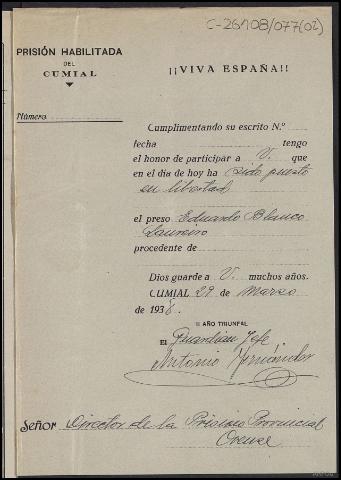 C-26108/077(02)
PRISIÓN HABILITADA
DEL
CUMIAL
¡¡VIVA ESPAÑA!!
Número
Cumplimentando su escrito N.º
fecha tengo
el honor de participar a V. que
en el día de hoy ha sido puesto
en libertad
el preso Eduardo Blanco
Laureiro
procedente de
Dios guarde a V. muchos años.
CUMIAL 29 de Marzo
de 1938.
II AÑO TRIUNFAL
El Guardian Jefe
Antonio Hernández
SEÑOR Director de la Prision Provincial
Orense